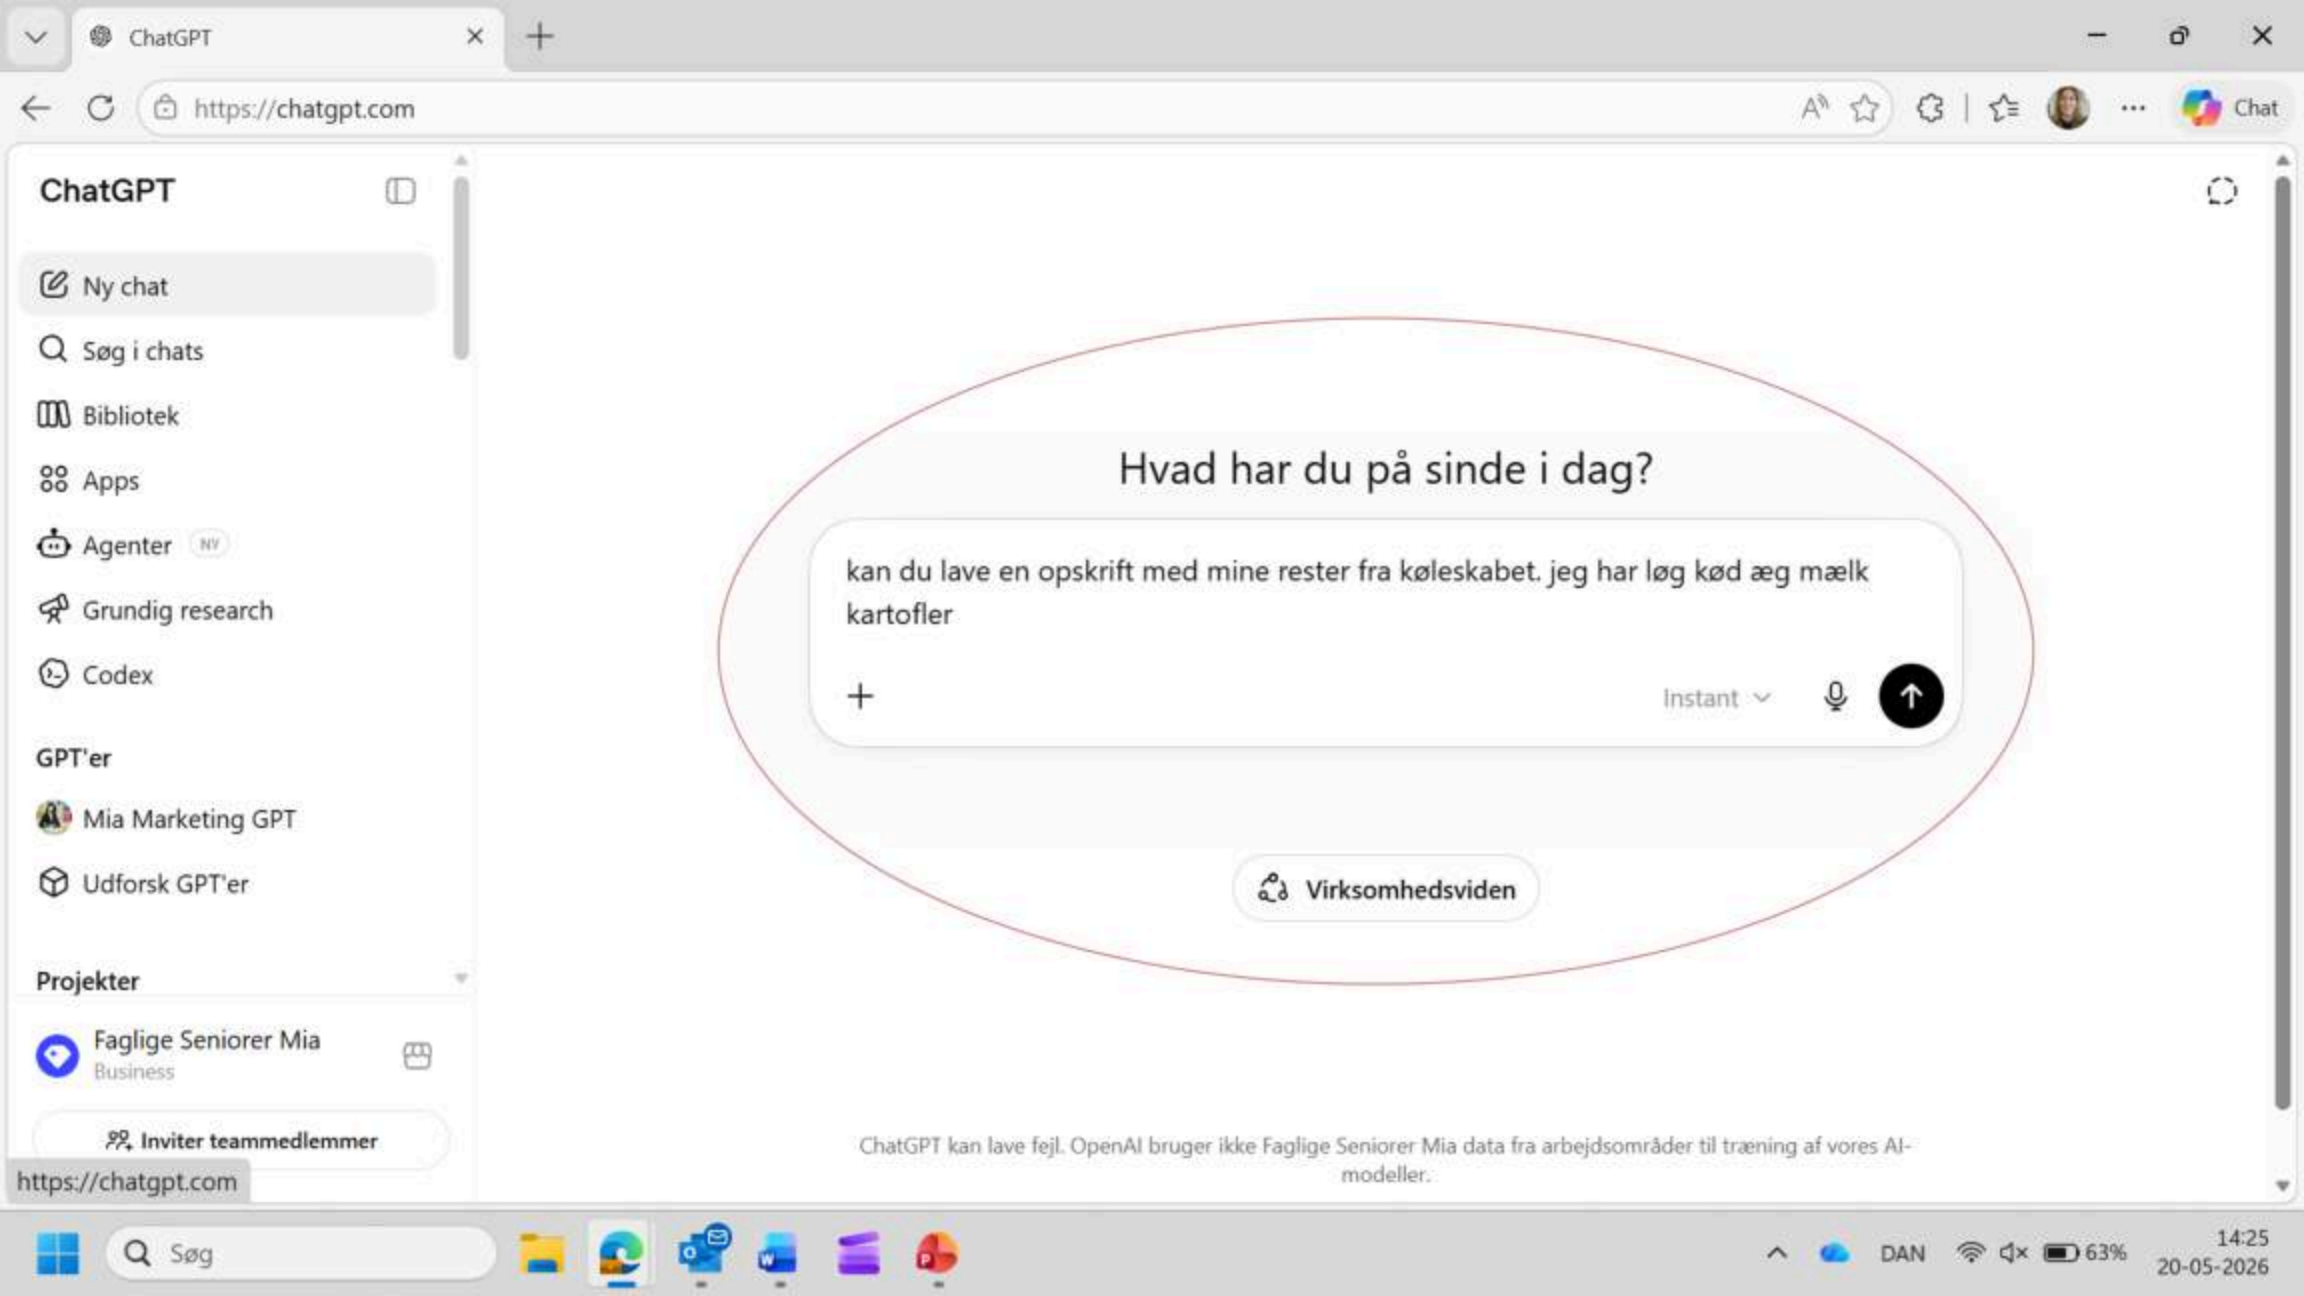 ChatGPT
https://chatgpt.com
Chat
ChatGPT
Ny chat
Søg i chats
Bibliotek
Apps
Agenter NY
Grundig research
Codex
GPT'er
Mia Marketing GPT
Udforsk GPT'er
Projekter
Faglige Seniorer Mia
Business
Inviter teammedlemmer
https://chatgpt.com
Hvad har du på sinde i dag?
kan du lave en opskrift med mine rester fra køleskabet. jeg har løg kød æg mælk
kartofler
Instant
Virksomhedsviden
ChatGPT kan lave fejl. OpenAI bruger ikke Faglige Seniorer Mia data fra arbejdsområder til træning af vores AI-
modeller.
Søg
DAN
63%
14:25
20-05-2026